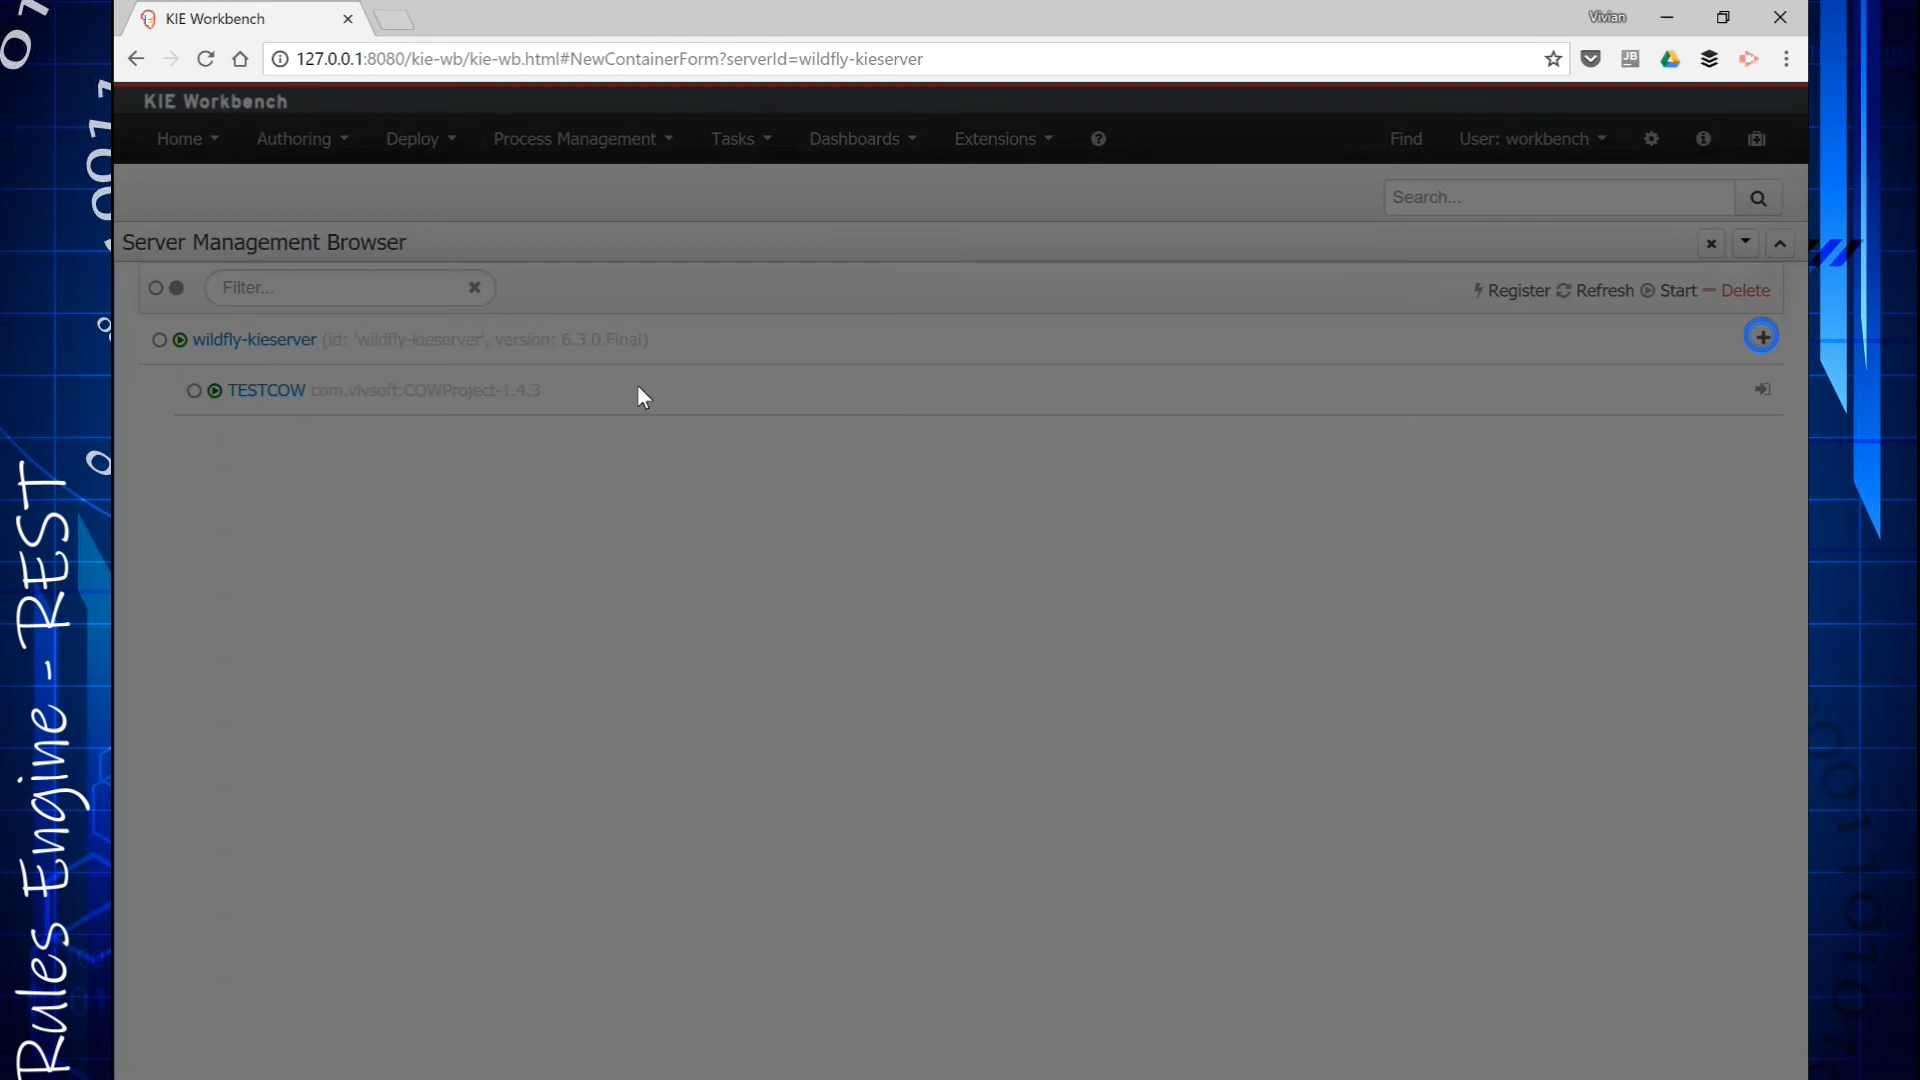 KIE Workbench
Vivian
127.0.0.1:8080/kie-wb/kie-wb.html#NewContainerForm?serverId=wildfly-kieserver
JB
KIE Workbench
Home Authoring Deploy Process Management Tasks Dashboards Extensions Find User: workbench
Search...
Server Management Browser
Filter...
Register Refresh Start Delete
wildfly-kieserver (id: 'wildfly-kieserver', version: 6.3.0.Final)
TESTCOW com.vivsoft:COWProject-1.4.3
Rules Engine - REST